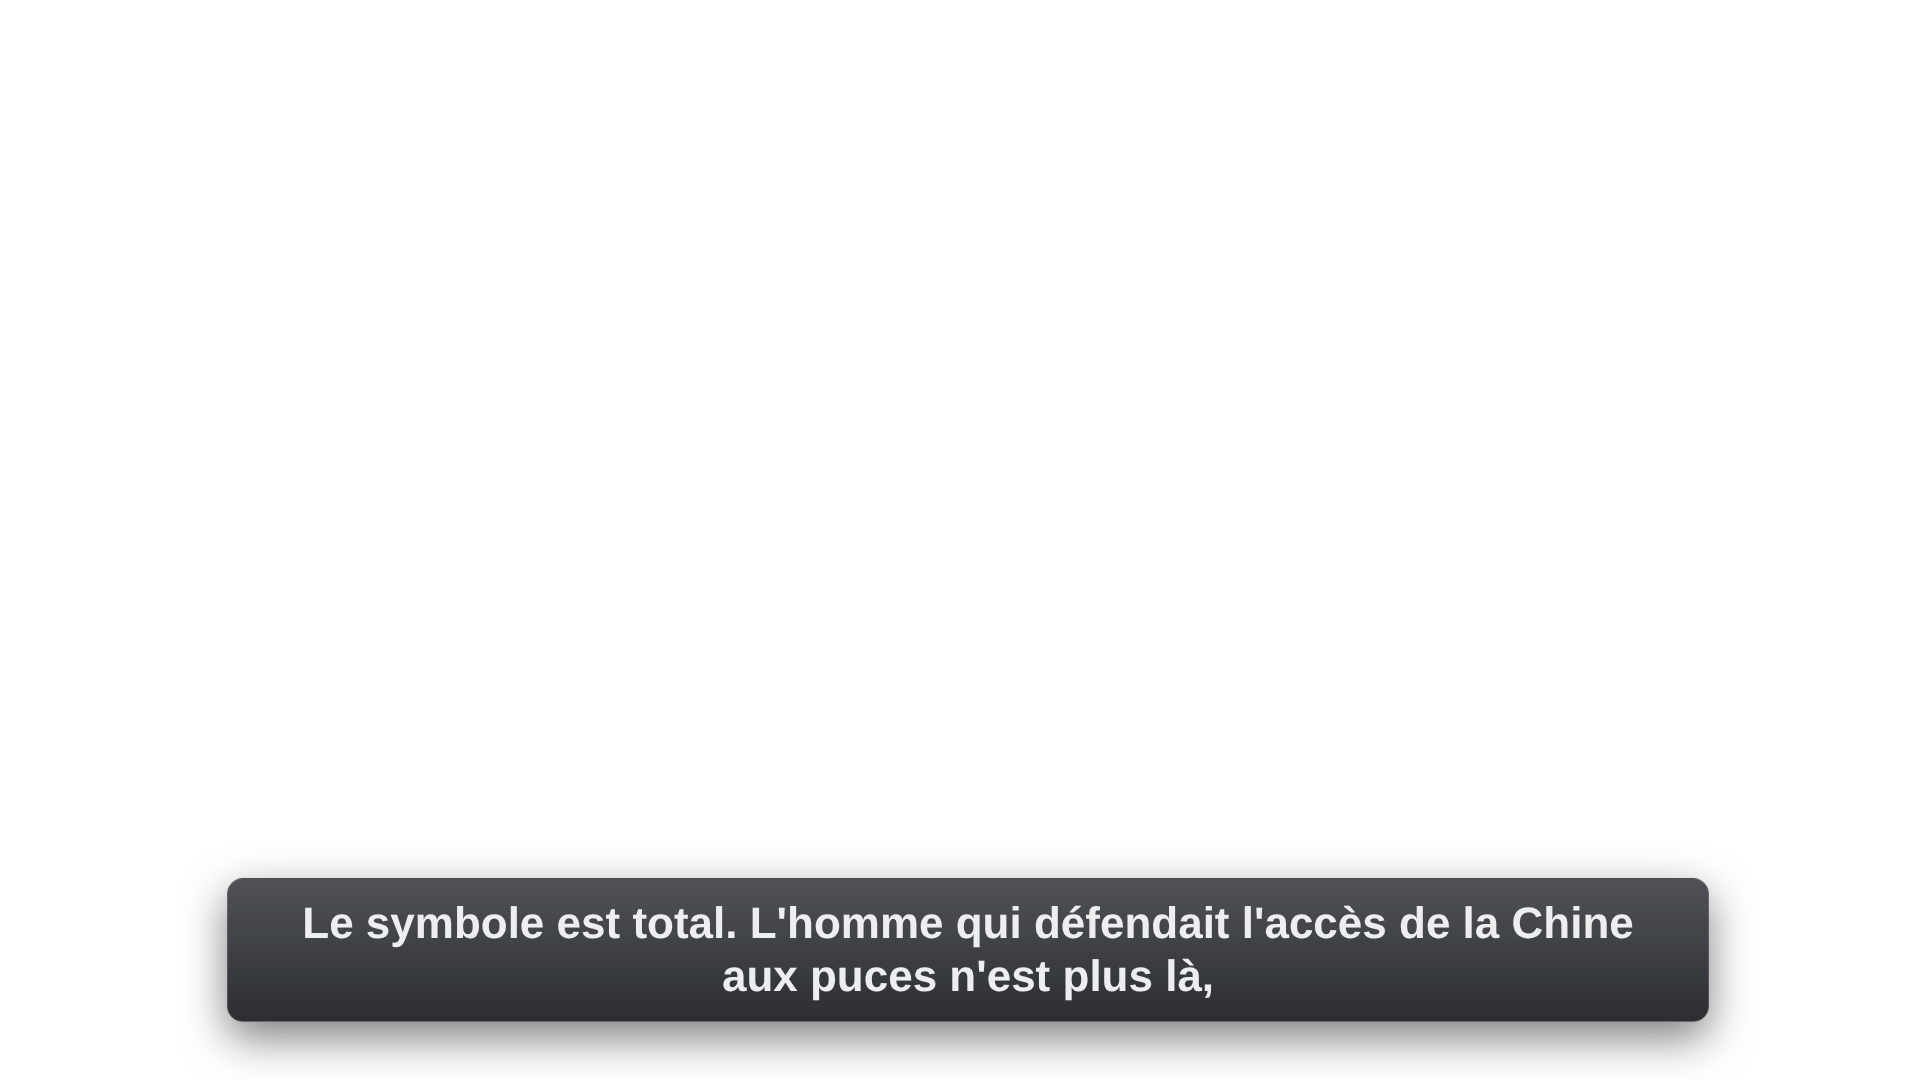 Le symbole est total. L'homme qui défendait l'accès de la Chine
aux puces n'est plus là,